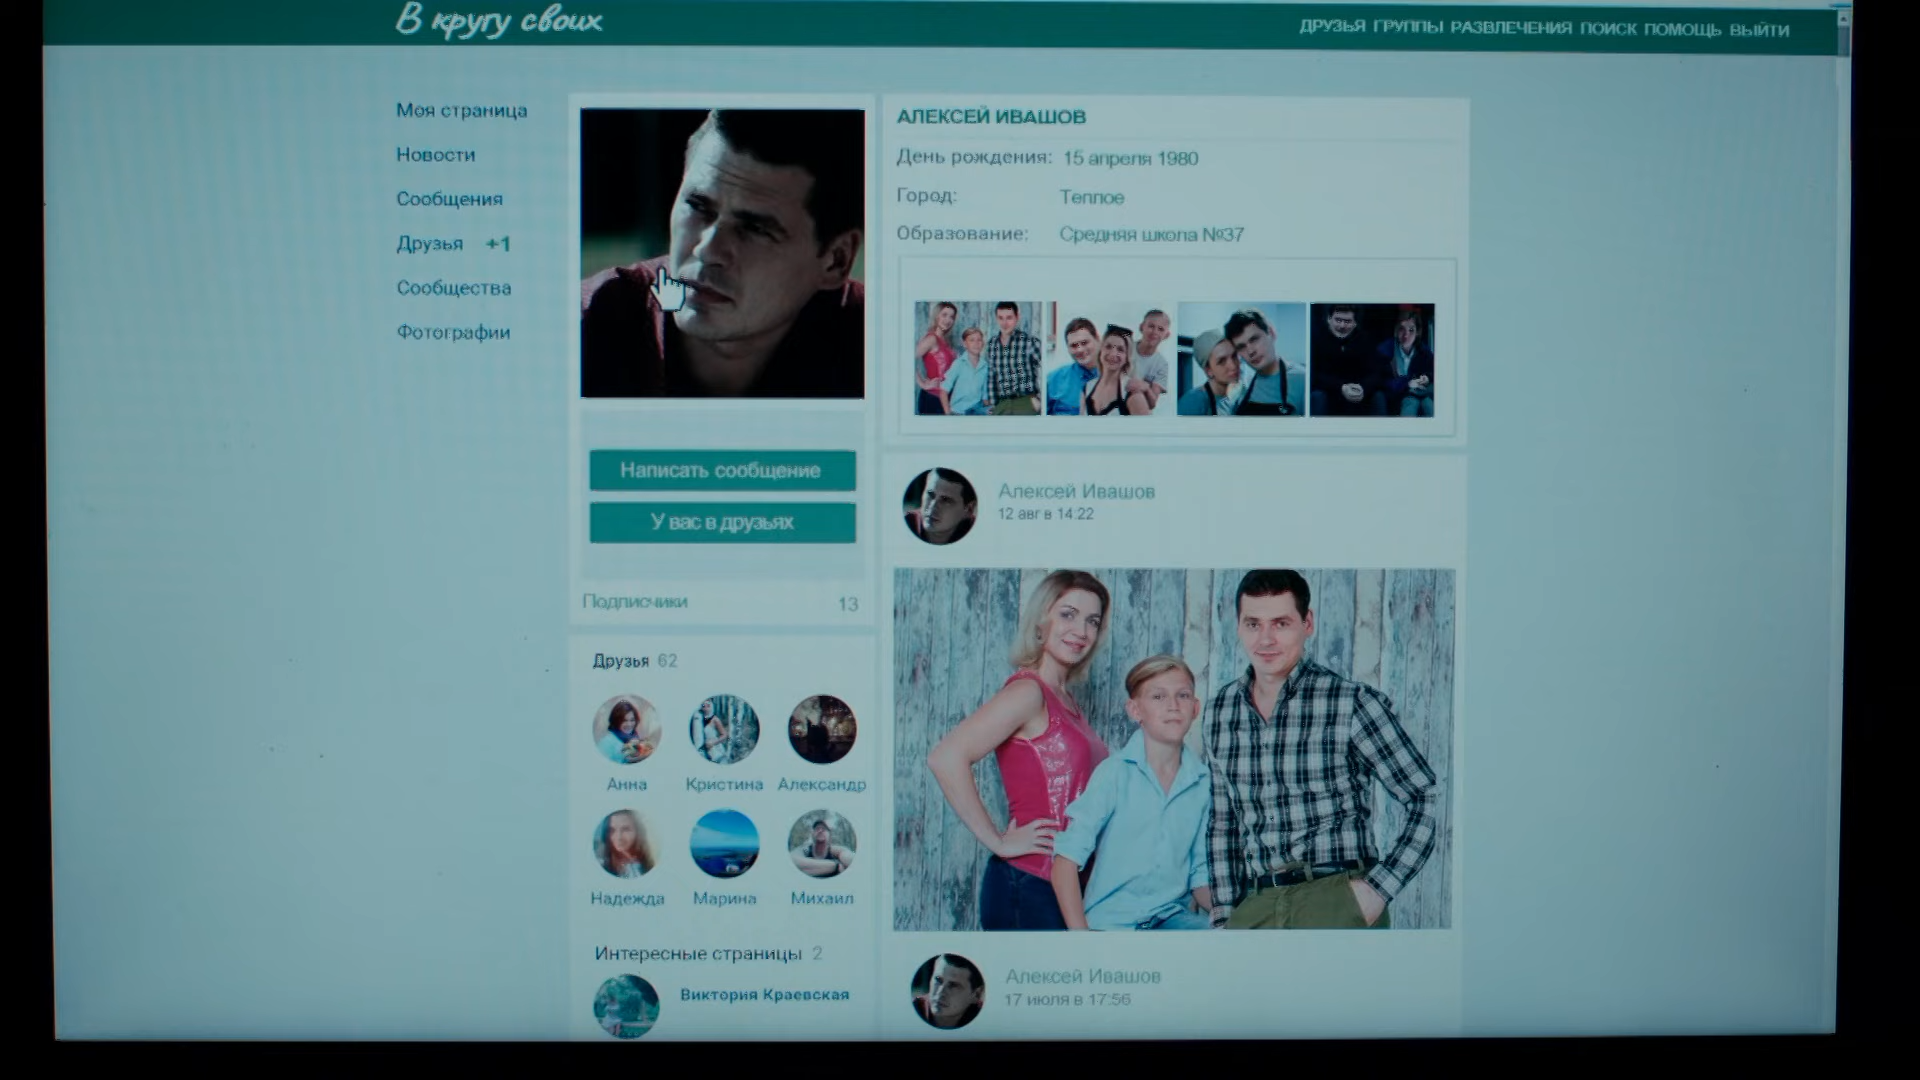 В кругу своих
ДРУЗЬЯ ГРУППЫ РАЗВЛЕЧЕНИЯ ПОИСК ПОМОЩЬ ВЫЙТИ
Моя страница
Новости
Сообщения
Друзья +1
Сообщества
Фотографии
Написать сообщение
У вас в друзьях
Подписчики 13
Друзья 62
Анна Кристина Александр
Надежда Марина Михаил
Интересные страницы 2
Виктория Краевская
АЛЕКСЕЙ ИВАШОВ
День рождения: 15 апреля 1980
Город: Теплое
Образование: Средняя школа №37
Алексей Ивашов
12 авг в 14:22
Алексей Ивашов
17 июля в 17:56